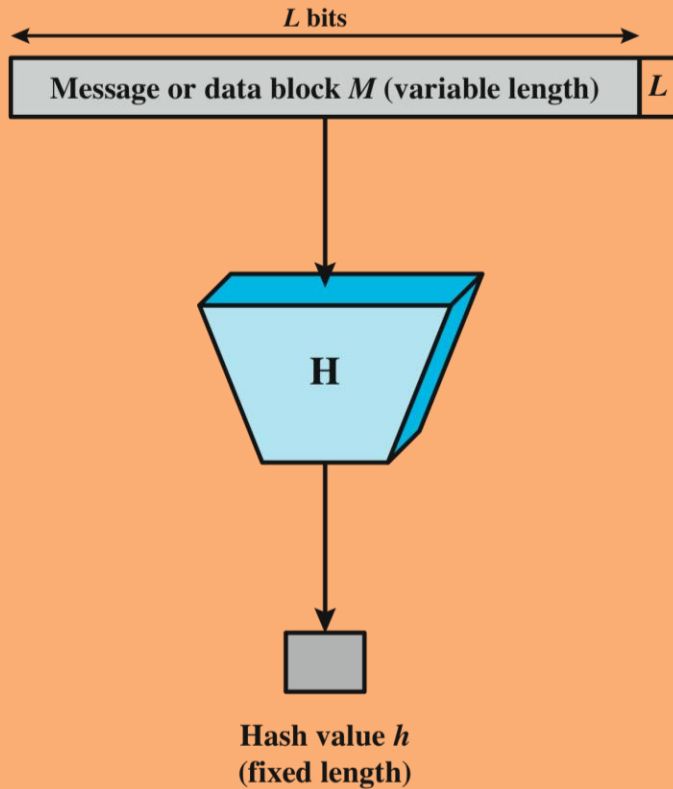 L bits
Message or data block M (variable length) L
H
Hash value h
(fixed length)